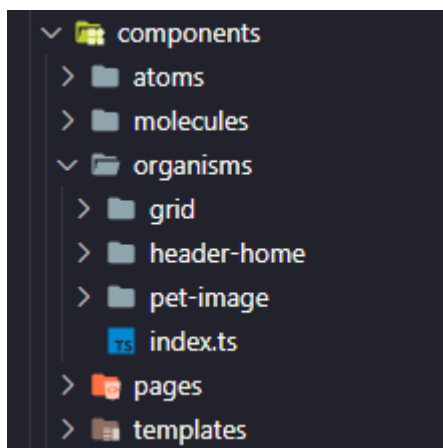 components
atoms
molecules
organisms
grid
header-home
pet-image
TS index.ts
pages
templates